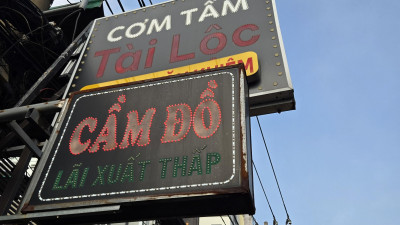 CƠM TẤM
Tài Lộc
CẦM ĐỒ
LÃI XUẤT THẤP